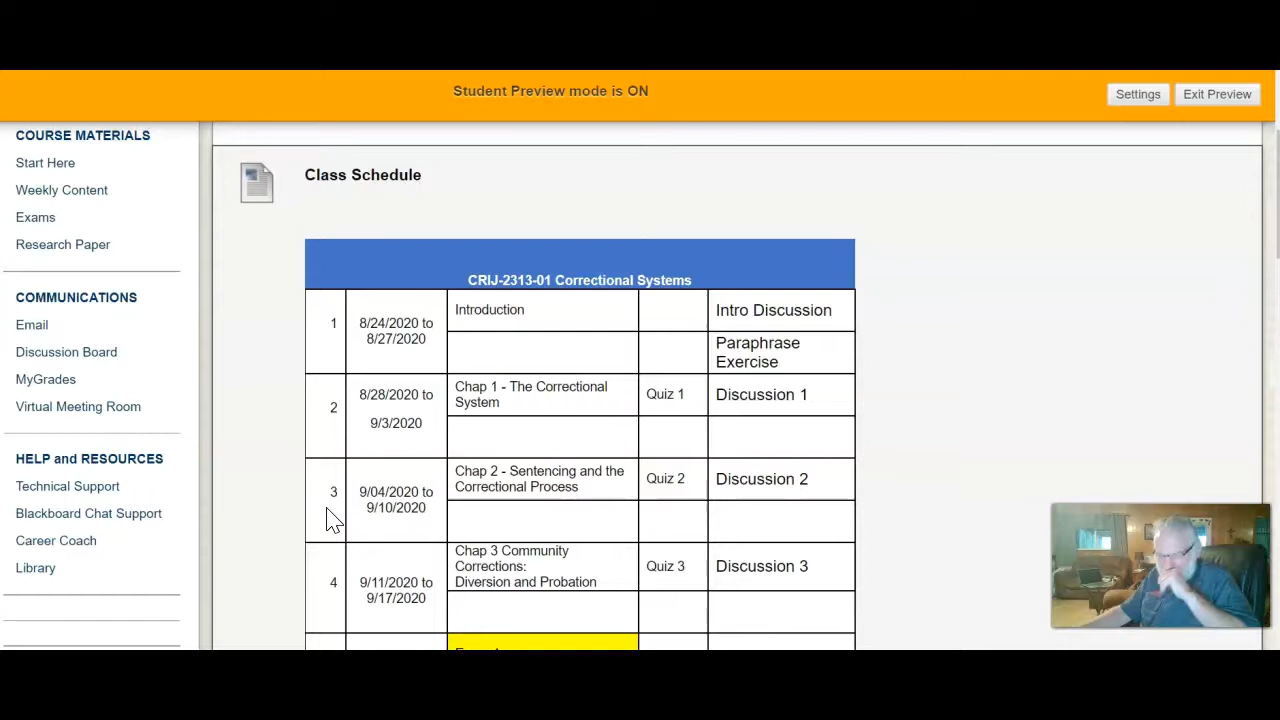 Student Preview mode is ON
Settings
Exit Preview
COURSE MATERIALS
Start Here
Weekly Content
Exams
Research Paper
COMMUNICATIONS
Email
Discussion Board
MyGrades
Virtual Meeting Room
HELP and RESOURCES
Technical Support
Blackboard Chat Support
Career Coach
Library
Class Schedule
CRIJ-2313-01 Correctional Systems
1
8/24/2020 to
8/27/2020
Introduction
Intro Discussion
Paraphrase
Exercise
2
8/28/2020 to
9/3/2020
Chap 1 - The Correctional
System
Quiz 1
Discussion 1
3
9/04/2020 to
9/10/2020
Chap 2 - Sentencing and the
Correctional Process
Quiz 2
Discussion 2
4
9/11/2020 to
9/17/2020
Chap 3 Community
Corrections:
Diversion and Probation
Quiz 3
Discussion 3